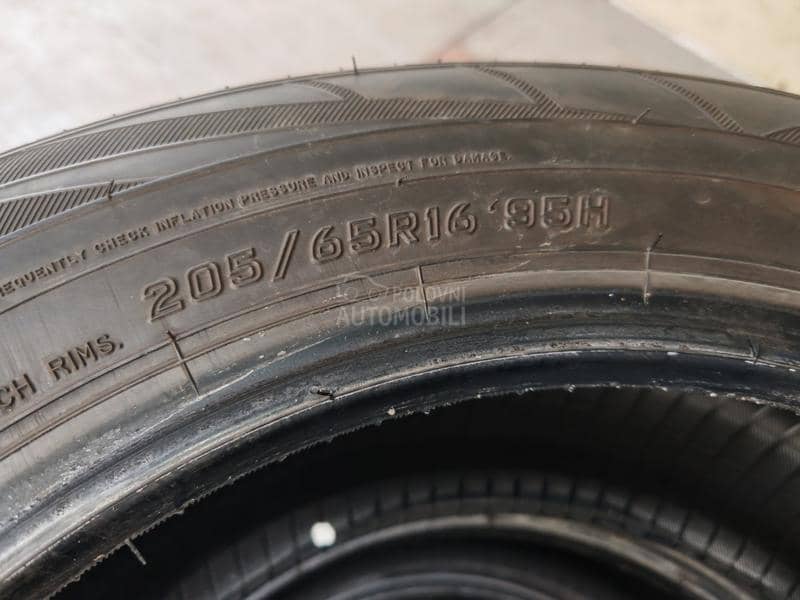 FREQUENTLY CHECK INFLATION PRESSURE AND INSPECT FOR DAMAGE.
205/65R16 95H
CH RIMS.
POLOVNI
AUTOMOBILI